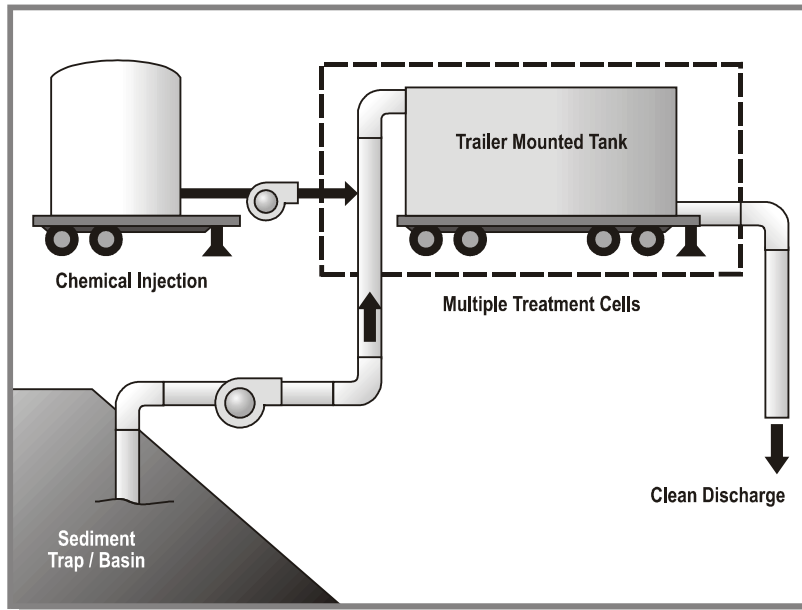 Trailer Mounted Tank
Chemical Injection
Multiple Treatment Cells
Clean Discharge
Sediment
Trap / Basin